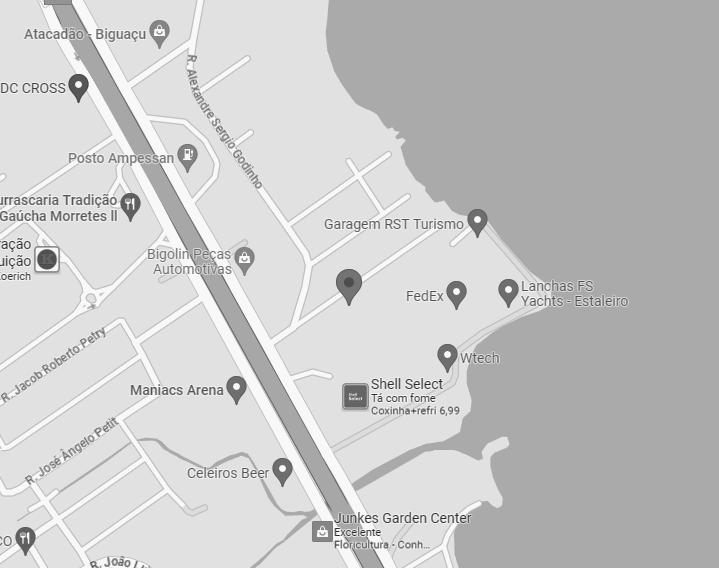 Atacadão - Biguaçu
DC CROSS
R. Alexandre Sergio Godinho
Posto Ampessan
urrascaria Tradição
Gaúcha Morretes ll
Garagem RST Turismo
ração
uição
Koerich
Bigolin Peças
Automotivas
FedEx
Lanchas FS
Yachts - Estaleiro
R. Jacob Roberto Petry
Wtech
Maniacs Arena
Shell Select
Tá com fome
Coxinha+refri 6,99
R. José Ângelo Petit
Celeiros Beer
Junkes Garden Center
Excelente
Floricultura - Conh...
CO
R. João